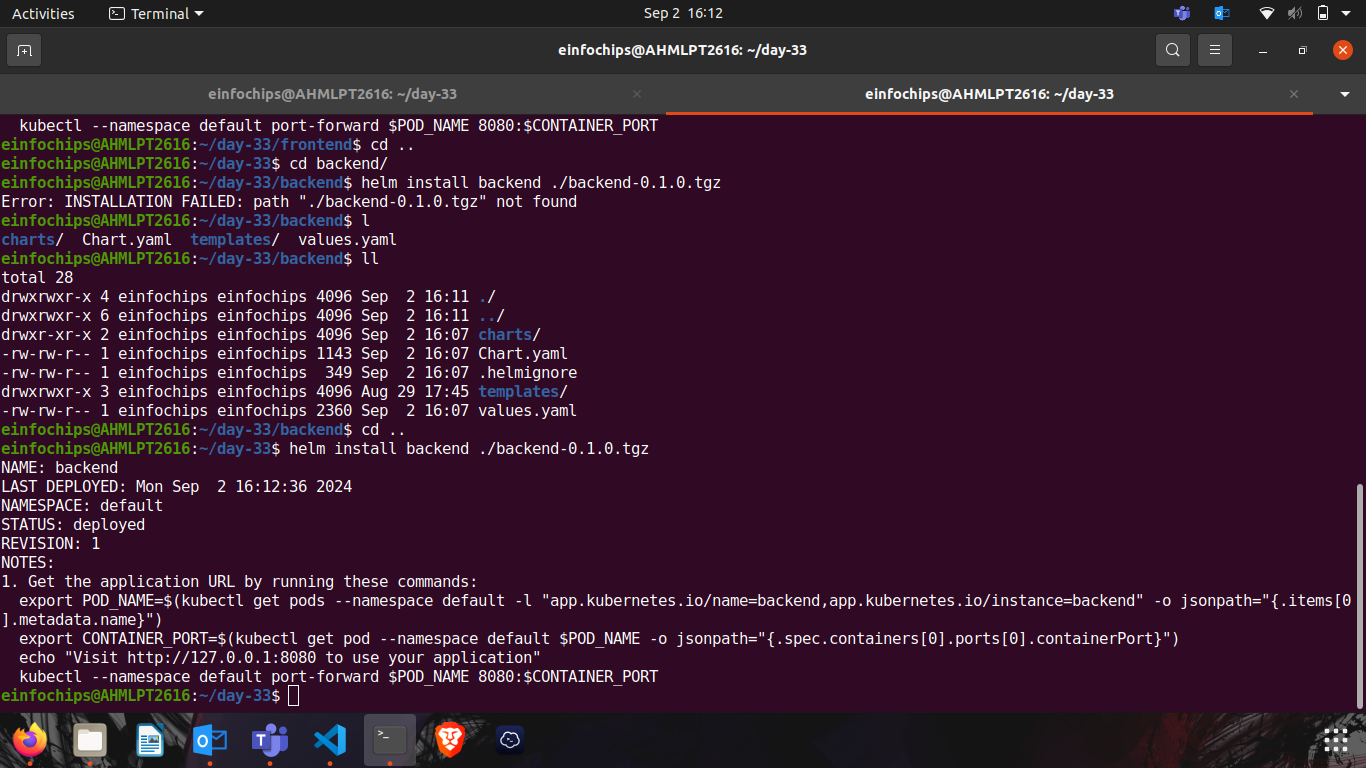 Activities
Terminal
Sep 2 16:12
einfochips@AHMLPT2616: ~/day-33
einfochips@AHMLPT2616: ~/day-33
einfochips@AHMLPT2616: ~/day-33
  kubectl --namespace default port-forward $POD_NAME 8080:$CONTAINER_PORT
einfochips@AHMLPT2616:~/day-33/frontend$ cd ..
einfochips@AHMLPT2616:~/day-33$ cd backend/
einfochips@AHMLPT2616:~/day-33/backend$ helm install backend ./backend-0.1.0.tgz
Error: INSTALLATION FAILED: path "./backend-0.1.0.tgz" not found
einfochips@AHMLPT2616:~/day-33/backend$ l
charts/  Chart.yaml  templates/  values.yaml
einfochips@AHMLPT2616:~/day-33/backend$ ll
total 28
drwxrwxr-x 4 einfochips einfochips 4096 Sep  2 16:11 ./
drwxrwxr-x 6 einfochips einfochips 4096 Sep  2 16:11 ../
drwxr-xr-x 2 einfochips einfochips 4096 Sep  2 16:07 charts/
-rw-rw-r-- 1 einfochips einfochips 1143 Sep  2 16:07 Chart.yaml
-rw-rw-r-- 1 einfochips einfochips  349 Sep  2 16:07 .helmignore
drwxrwxr-x 3 einfochips einfochips 4096 Aug 29 17:45 templates/
-rw-rw-r-- 1 einfochips einfochips 2360 Sep  2 16:07 values.yaml
einfochips@AHMLPT2616:~/day-33/backend$ cd ..
einfochips@AHMLPT2616:~/day-33$ helm install backend ./backend-0.1.0.tgz
NAME: backend
LAST DEPLOYED: Mon Sep  2 16:12:36 2024
NAMESPACE: default
STATUS: deployed
REVISION: 1
NOTES:
1. Get the application URL by running these commands:
  export POD_NAME=$(kubectl get pods --namespace default -l "app.kubernetes.io/name=backend,app.kubernetes.io/instance=backend" -o jsonpath="{.items[0
].metadata.name}")
  export CONTAINER_PORT=$(kubectl get pod --namespace default $POD_NAME -o jsonpath="{.spec.containers[0].ports[0].containerPort}")
  echo "Visit http://127.0.0.1:8080 to use your application"
  kubectl --namespace default port-forward $POD_NAME 8080:$CONTAINER_PORT
einfochips@AHMLPT2616:~/day-33$